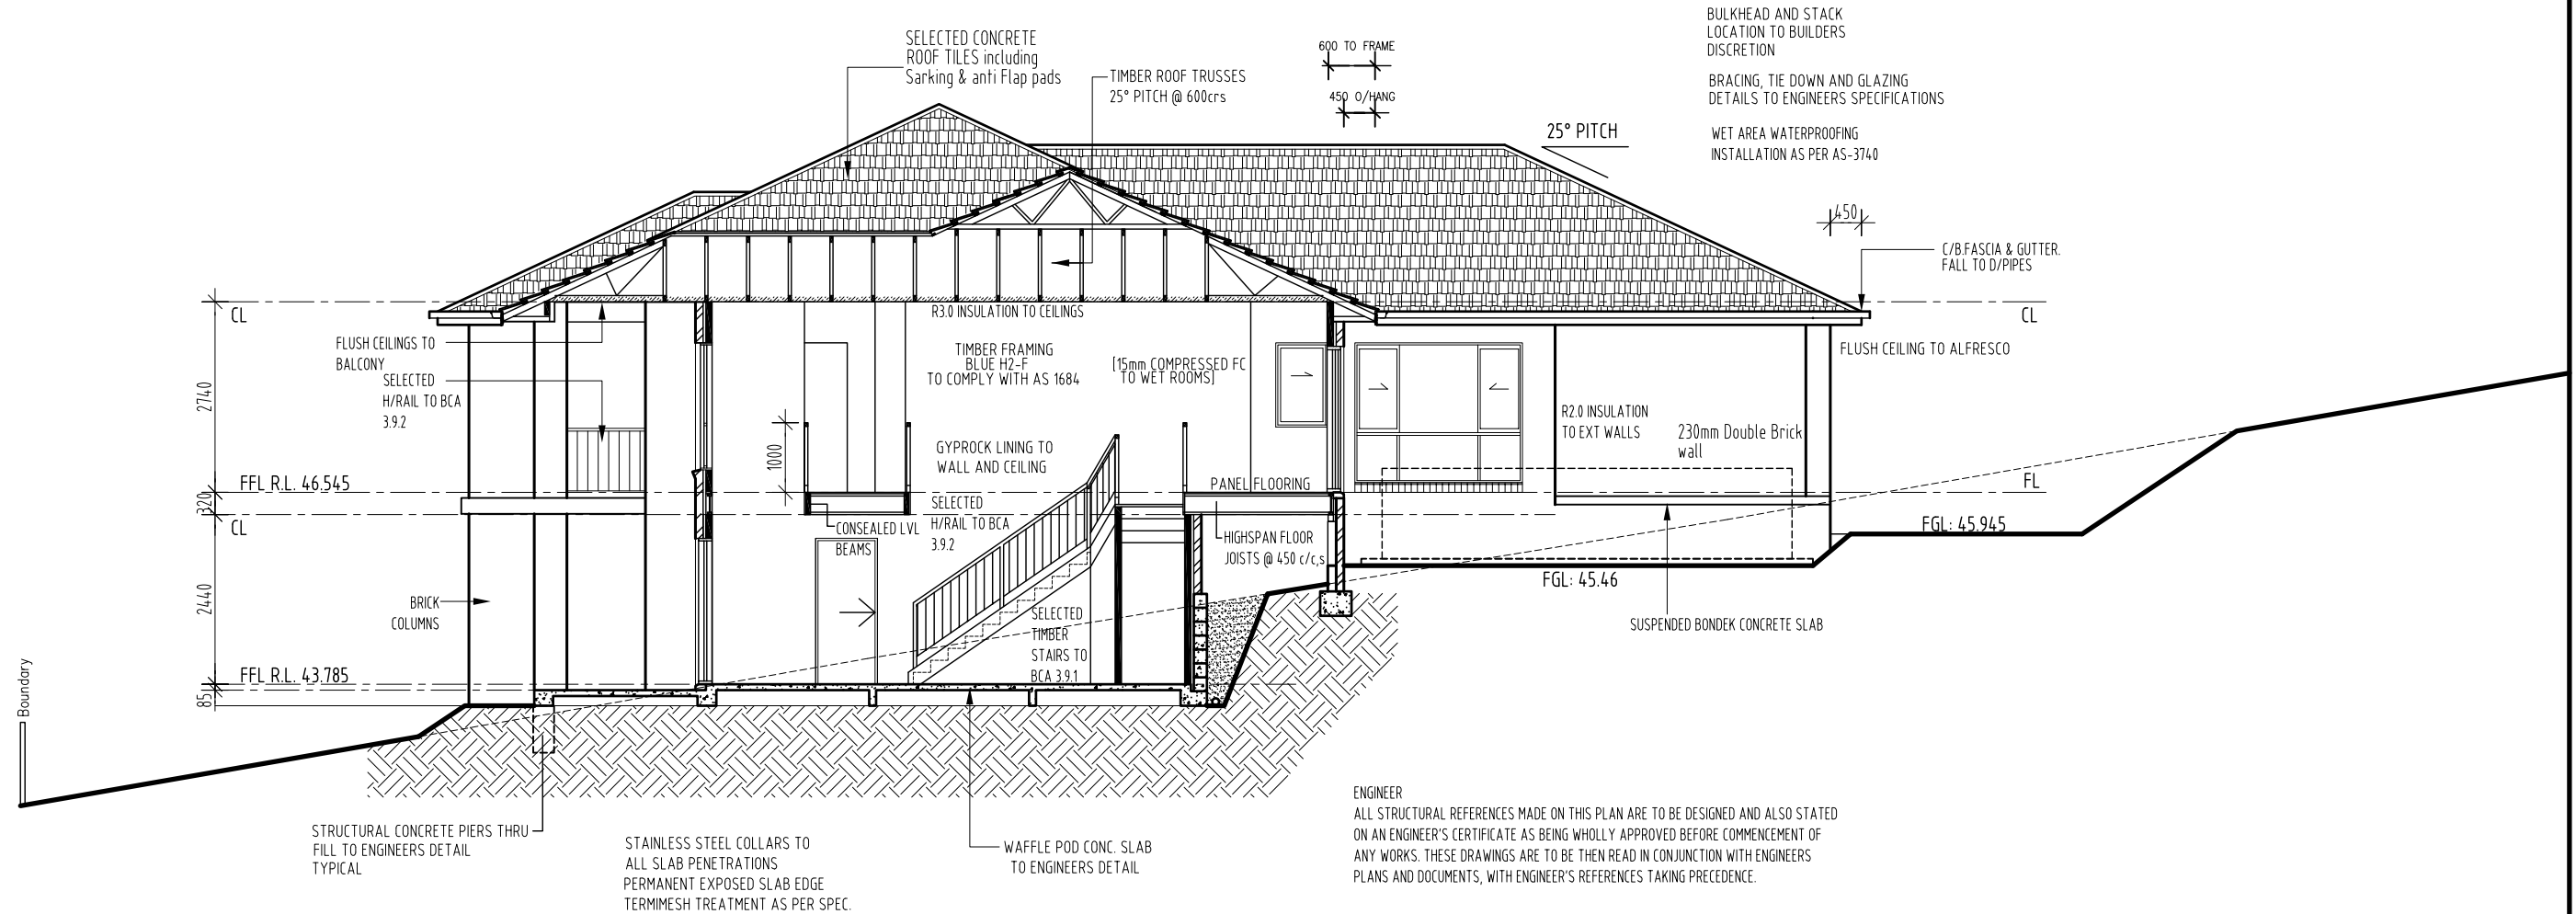 BULKHEAD AND STACK
LOCATION TO BUILDERS
DISCRETION
BRACING, TIE DOWN AND GLAZING
DETAILS TO ENGINEERS SPECIFICATIONS
WET AREA WATERPROOFING
INSTALLATION AS PER AS-3740
SELECTED CONCRETE
ROOF TILES including
Sarking & anti Flap pads
TIMBER ROOF TRUSSES
25° PITCH @ 600crs
600 TO FRAME
450 O/HANG
25° PITCH
450
C/B.FASCIA & GUTTER.
FALL TO D/PIPES
CL
CL
R3.0 INSULATION TO CEILINGS
FLUSH CEILINGS TO
BALCONY
TIMBER FRAMING
BLUE H2-F
TO COMPLY WITH AS 1684
[15mm COMPRESSED FC
TO WET ROOMS]
FLUSH CEILING TO ALFRESCO
SELECTED
H/RAIL TO BCA
3.9.2
2740
R2.0 INSULATION
TO EXT WALLS
230mm Double Brick
wall
1000
GYPROCK LINING TO
WALL AND CEILING
FFL R.L. 46.545
PANEL FLOORING
FL
320
CL
CONSEALED LVL
BEAMS
SELECTED
H/RAIL TO BCA
3.9.2
HIGHSPAN FLOOR
JOISTS @ 450 c/c,s
FGL: 45.945
FGL: 45.46
2440
BRICK
COLUMNS
SELECTED
TIMBER
STAIRS TO
BCA 3.9.1
SUSPENDED BONDEK CONCRETE SLAB
FFL R.L. 43.785
85
Boundary
STRUCTURAL CONCRETE PIERS THRU
FILL TO ENGINEERS DETAIL
TYPICAL
STAINLESS STEEL COLLARS TO
ALL SLAB PENETRATIONS
PERMANENT EXPOSED SLAB EDGE
TERMIMESH TREATMENT AS PER SPEC.
WAFFLE POD CONC. SLAB
TO ENGINEERS DETAIL
ENGINEER
ALL STRUCTURAL REFERENCES MADE ON THIS PLAN ARE TO BE DESIGNED AND ALSO STATED
ON AN ENGINEER'S CERTIFICATE AS BEING WHOLLY APPROVED BEFORE COMMENCEMENT OF
ANY WORKS. THESE DRAWINGS ARE TO BE THEN READ IN CONJUNCTION WITH ENGINEERS
PLANS AND DOCUMENTS, WITH ENGINEER'S REFERENCES TAKING PRECEDENCE.